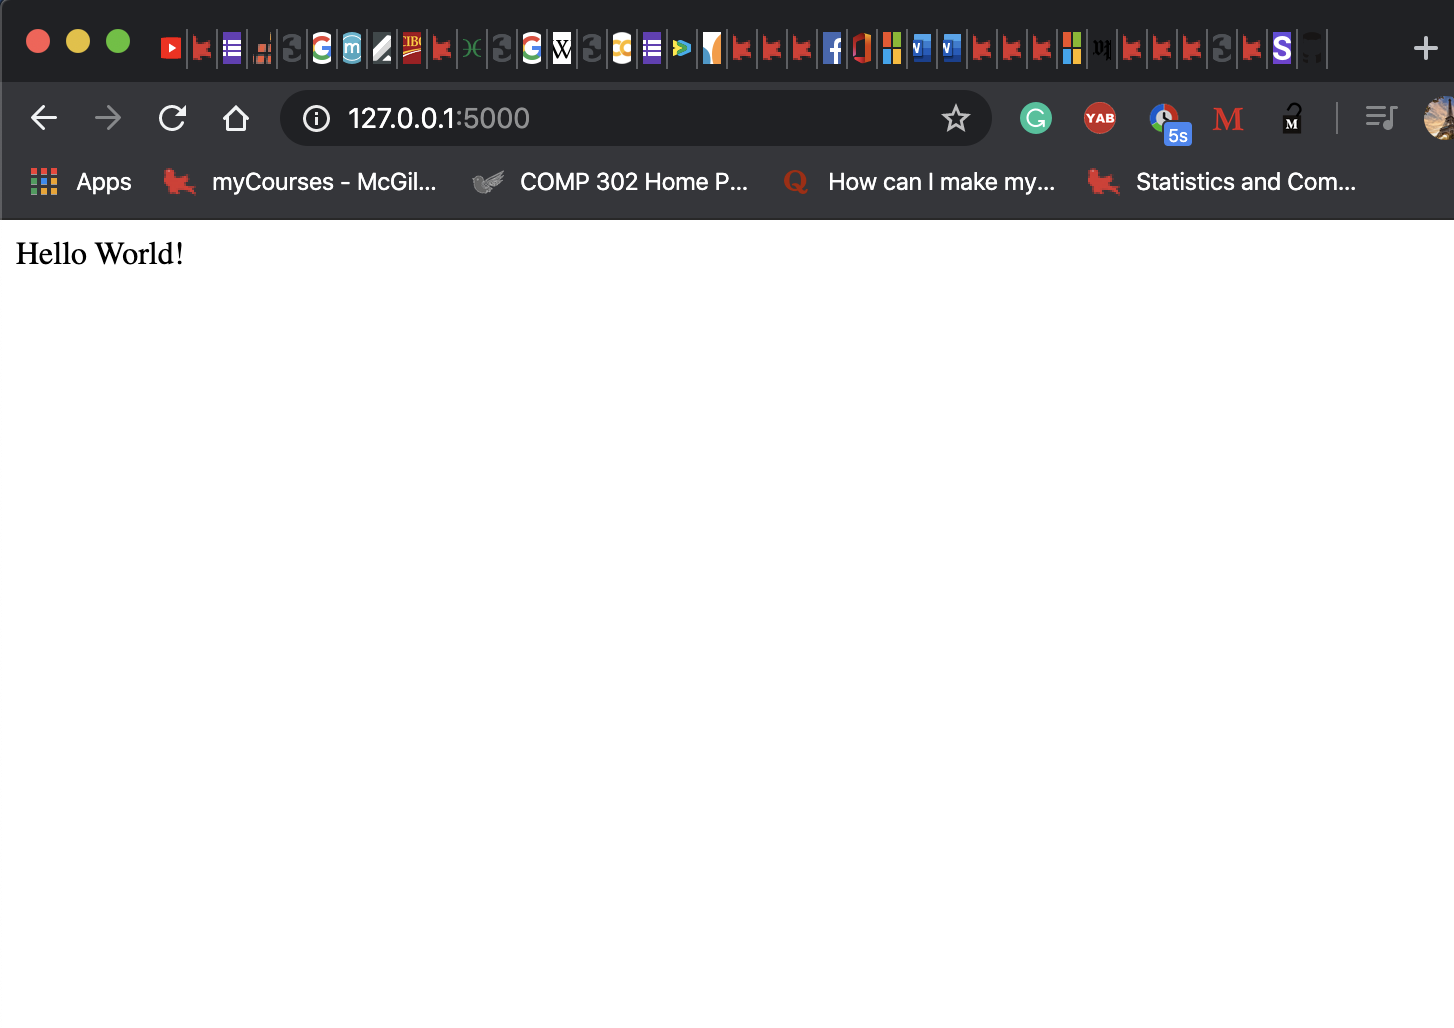 127.0.0.1:5000
YAB
5s
M
M
Apps
myCourses - McGil...
COMP 302 Home P...
Q
How can I make my...
Statistics and Com...
Hello World!